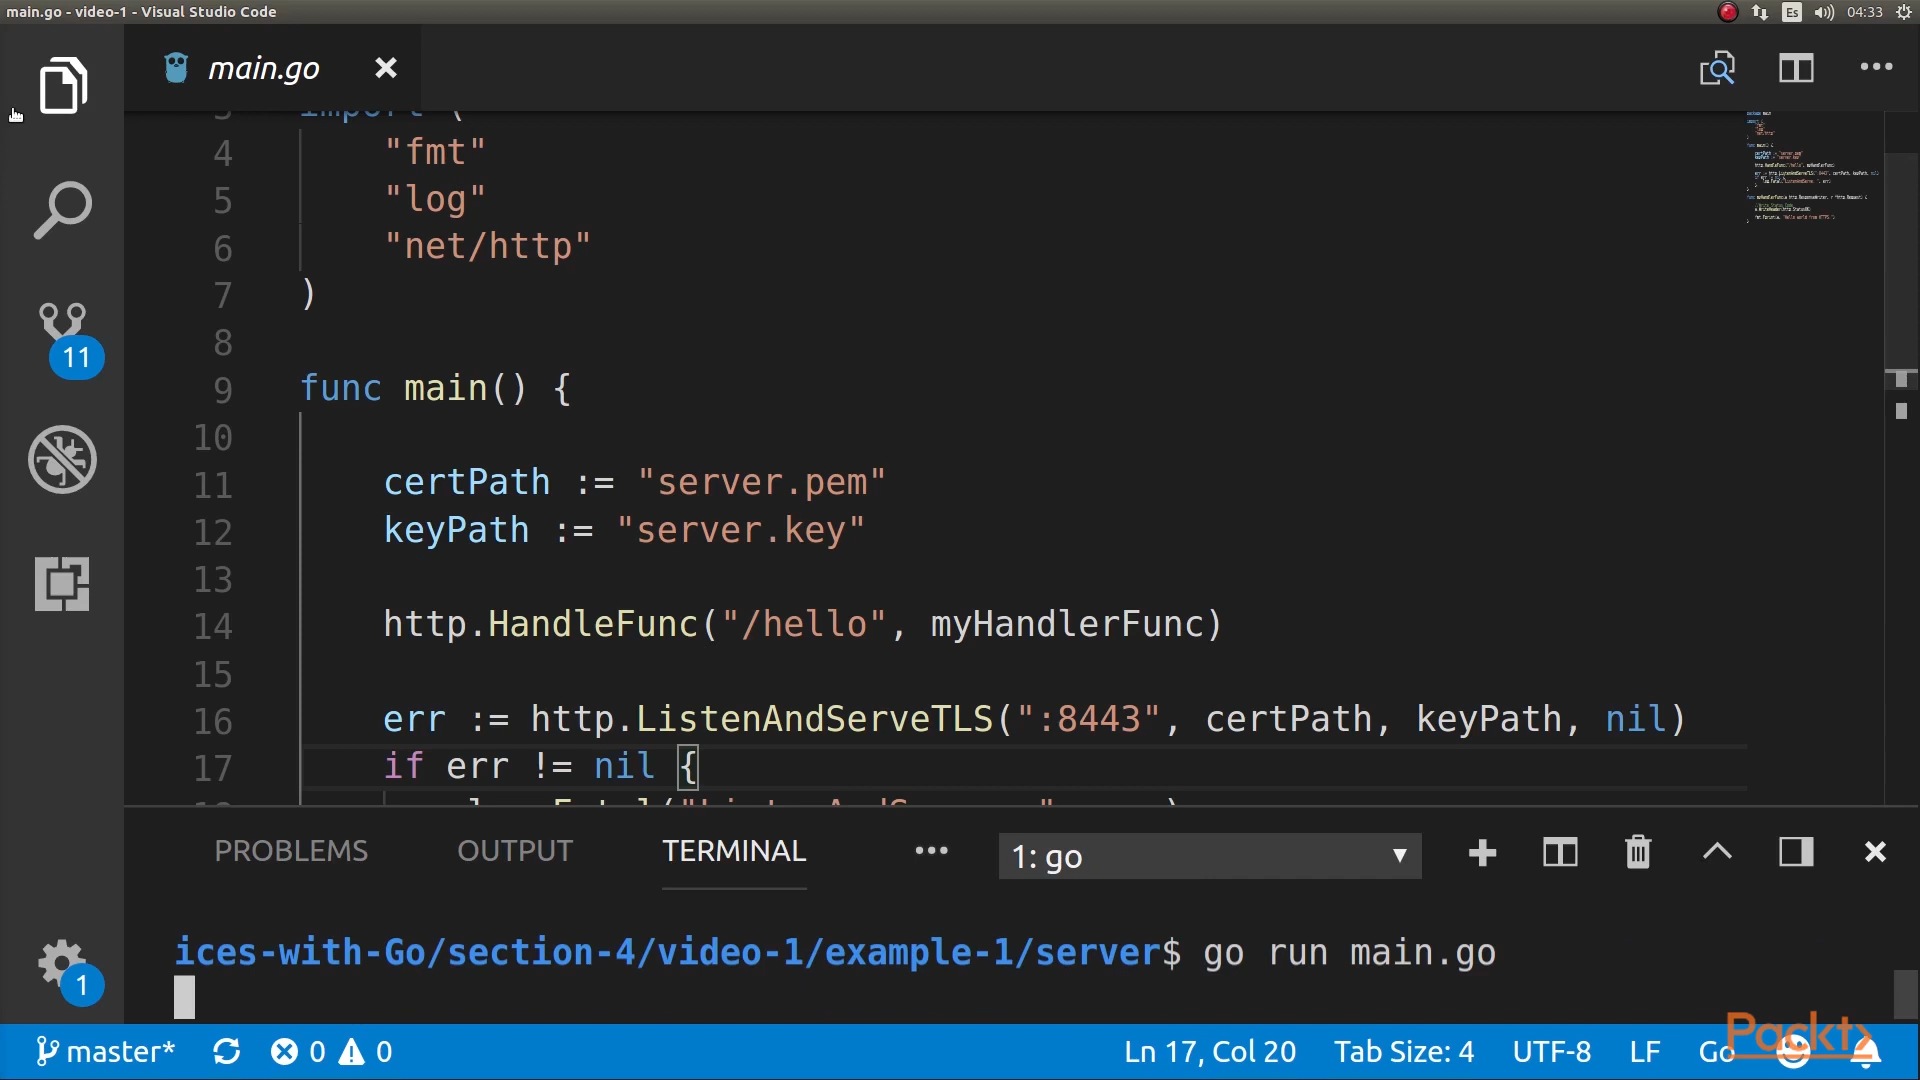 main.go - video-1 - Visual Studio Code
Es
04:33
main.go
3 import (
4 "fmt"
5 "log"
6 "net/http"
7 )
8
9 func main() {
10
11 certPath := "server.pem"
12 keyPath := "server.key"
13
14 http.HandleFunc("/hello", myHandlerFunc)
15
16 err := http.ListenAndServeTLS(":8443", certPath, keyPath, nil)
17 if err != nil {
11
1
PROBLEMS
OUTPUT
TERMINAL
1: go
ices-with-Go/section-4/video-1/example-1/server$ go run main.go
master*
0
0
Ln 17, Col 20
Tab Size: 4
UTF-8
LF
Go
Packt